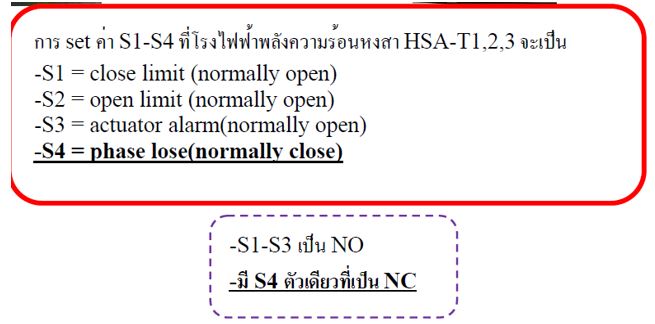 การ set ค่า S1-S4 ที่โรงไฟฟ้าพลังความร้อนหงสา HSA-T1,2,3 จะเป็น
-S1 = close limit (normally open)
-S2 = open limit (normally open)
-S3 = actuator alarm(normally open)
-S4 = phase lose(normally close)
-S1-S3 เป็น NO
-มี S4 ตัวเดียวที่เป็น NC